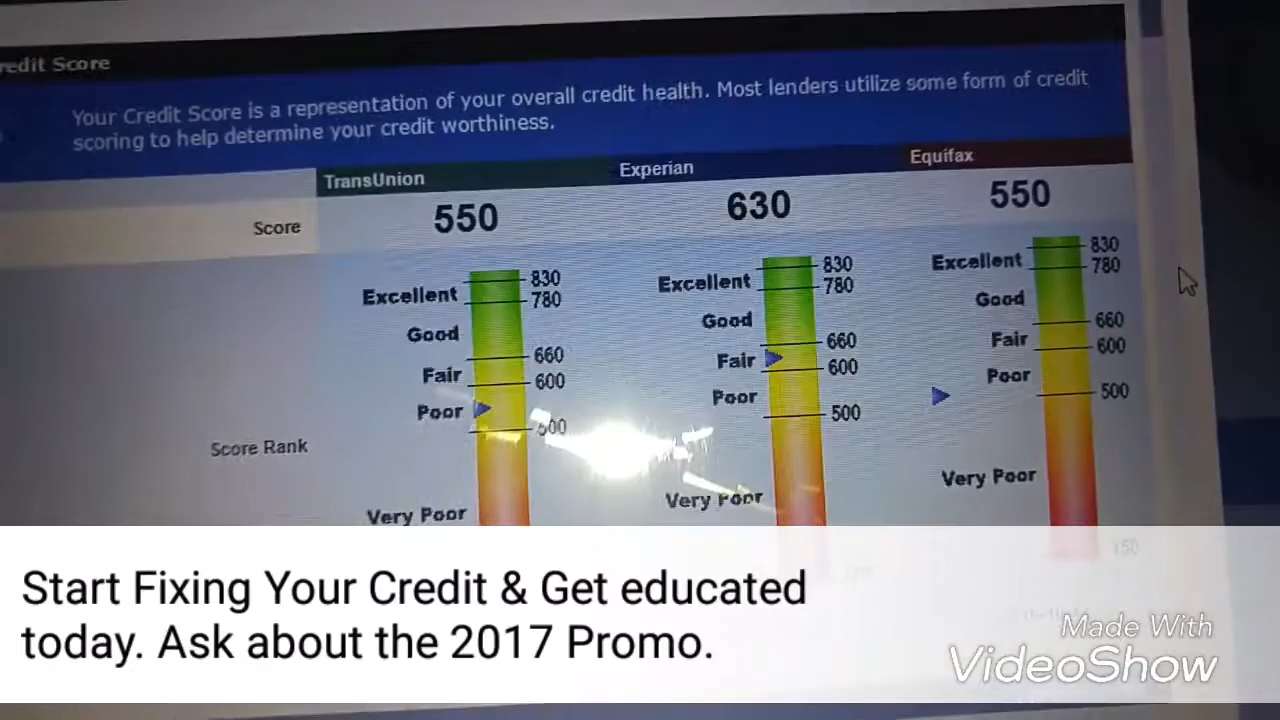 redit Score
Your Credit Score is a representation of your overall credit health. Most lenders utilize some form of credit
scoring to help determine your credit worthiness.
TransUnion
Experian
Equifax
Score
550
630
550
Excellent
830
780
Good
660
Fair
600
Poor
500
Very Poor
Excellent
830
780
Good
660
Fair
600
Poor
500
Very Poor
Excellent
830
780
Good
660
Fair
600
Poor
500
Very Poor
150
Score Rank
Start Fixing Your Credit & Get educated
today. Ask about the 2017 Promo.
Made With
VideoShow